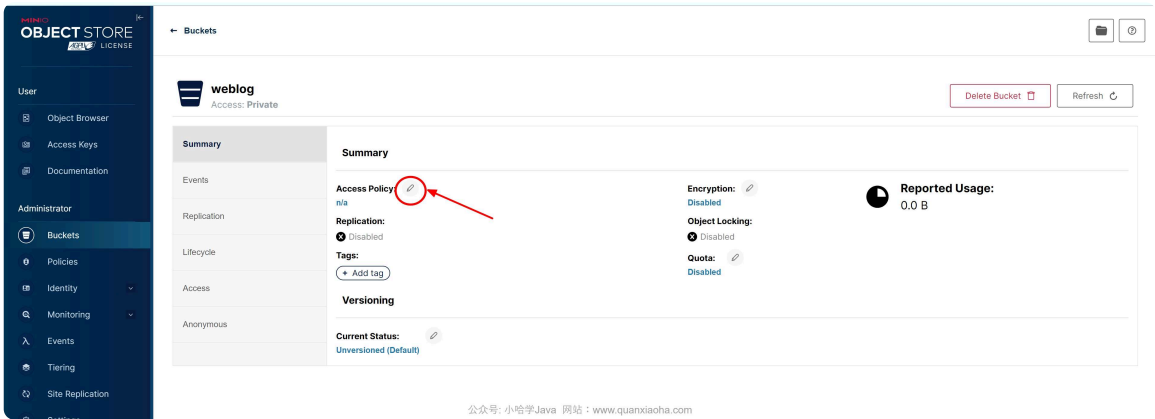 MINIO
OBJECT STORE
AGPLv3 LICENSE
User
Object Browser
Access Keys
Documentation
Administrator
Buckets
Policies
Identity
Monitoring
Events
Tiering
Site Replication
Settings
← Buckets
weblog
Access: Private
Delete Bucket
Refresh
Summary
Events
Replication
Lifecycle
Access
Anonymous
Summary
Access Policy:
n/a
Replication:
Disabled
Tags:
+ Add tag
Encryption:
Disabled
Object Locking:
Disabled
Quota:
Disabled
Reported Usage:
0.0 B
Versioning
Current Status:
Unversioned (Default)
公众号: 小哈学Java 网站：www.quanxiaoha.com